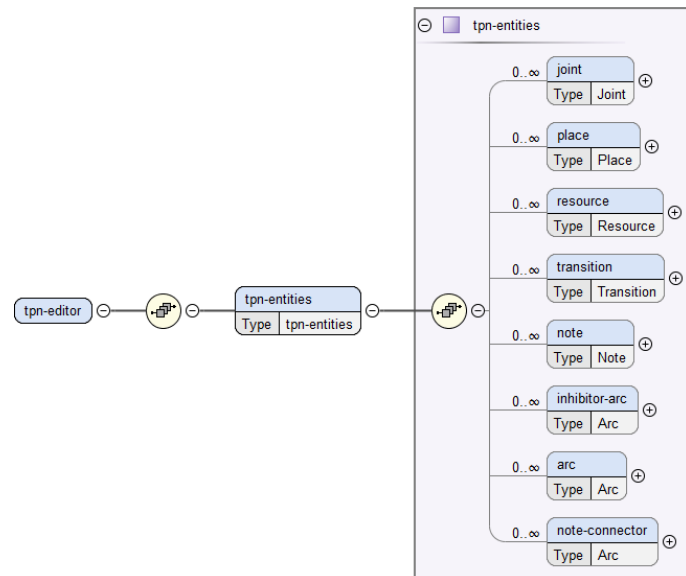 tpn-entities
0..∞
joint
Type Joint
0..∞
place
Type Place
0..∞
resource
Type Resource
0..∞
transition
Type Transition
tpn-editor
tpn-entities
Type tpn-entities
0..∞
note
Type Note
0..∞
inhibitor-arc
Type Arc
0..∞
arc
Type Arc
0..∞
note-connector
Type Arc